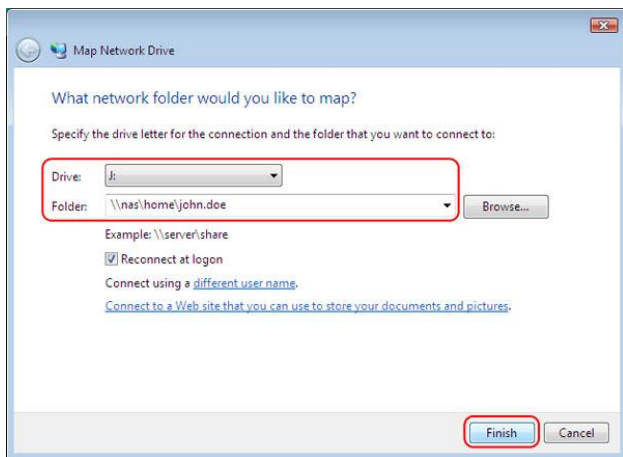 Map Network Drive
What network folder would you like to map?
Specify the drive letter for the connection and the folder that you want to connect to:
Drive: J:
Folder: \\nas\home\john.doe Browse...
Example: \\server\share
Reconnect at logon
Connect using a different user name.
Connect to a Web site that you can use to store your documents and pictures.
Finish Cancel